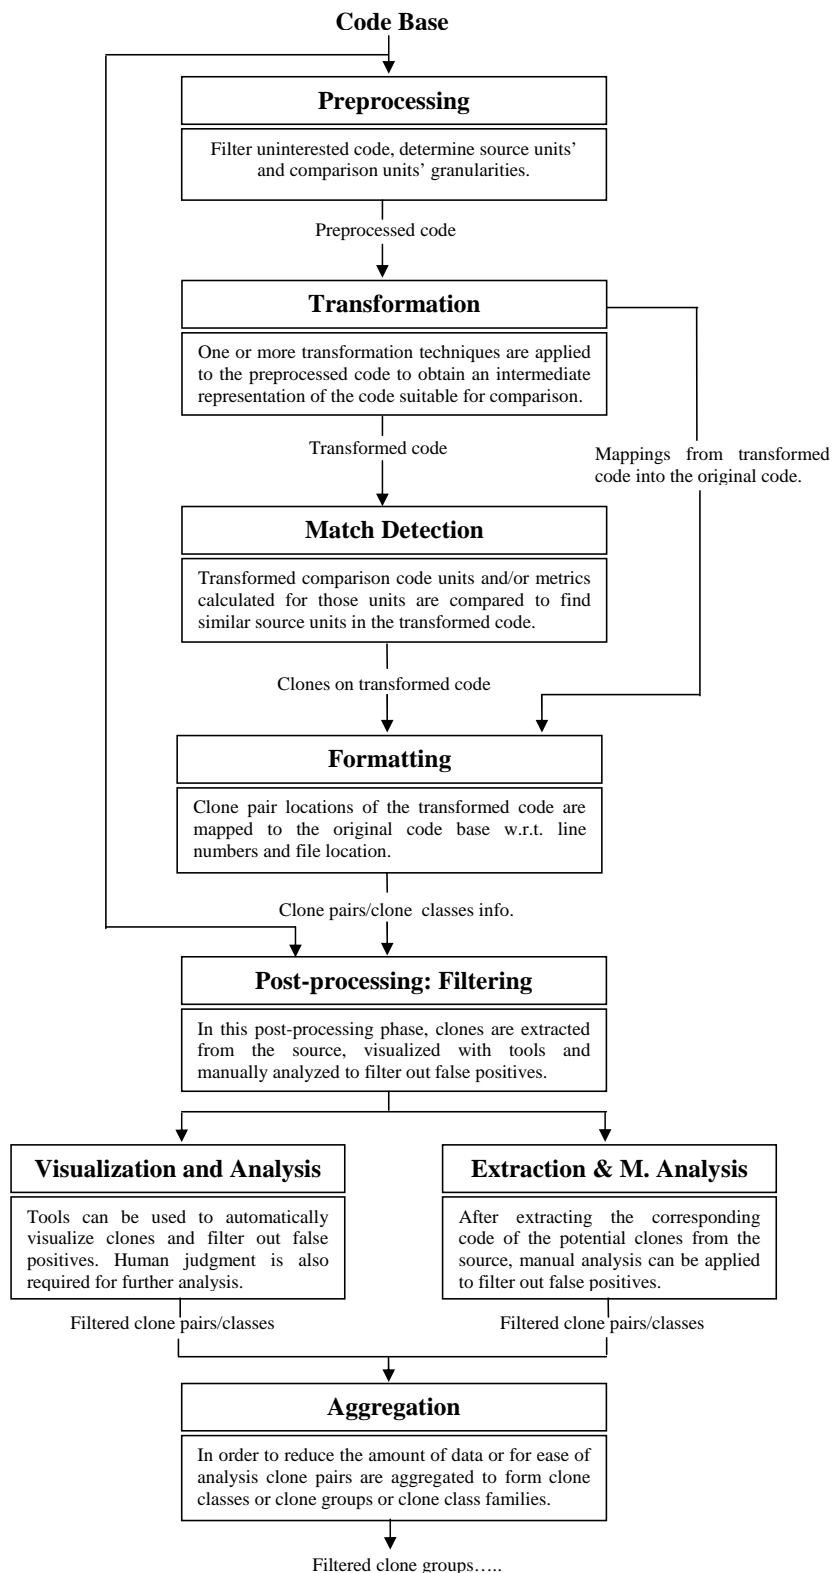 Code Base
Preprocessing
Filter uninterested code, determine source units’
and comparison units’ granularities.
Preprocessed code
Transformation
One or more transformation techniques are applied
to the preprocessed code to obtain an intermediate
representation of the code suitable for comparison.
Transformed code
Mappings from transformed
code into the original code.
Match Detection
Transformed comparison code units and/or metrics
calculated for those units are compared to find
similar source units in the transformed code.
Clones on transformed code
Formatting
Clone pair locations of the transformed code are
mapped to the original code base w.r.t. line
numbers and file location.
Clone pairs/clone classes info.
Post-processing: Filtering
In this post-processing phase, clones are extracted
from the source, visualized with tools and
manually analyzed to filter out false positives.
Visualization and Analysis
Tools can be used to automatically
visualize clones and filter out false
positives. Human judgment is also
required for further analysis.
Filtered clone pairs/classes
Extraction & M. Analysis
After extracting the corresponding
code of the potential clones from the
source, manual analysis can be applied
to filter out false positives.
Filtered clone pairs/classes
Aggregation
In order to reduce the amount of data or for ease of
analysis clone pairs are aggregated to form clone
classes or clone groups or clone class families.
Filtered clone groups…..